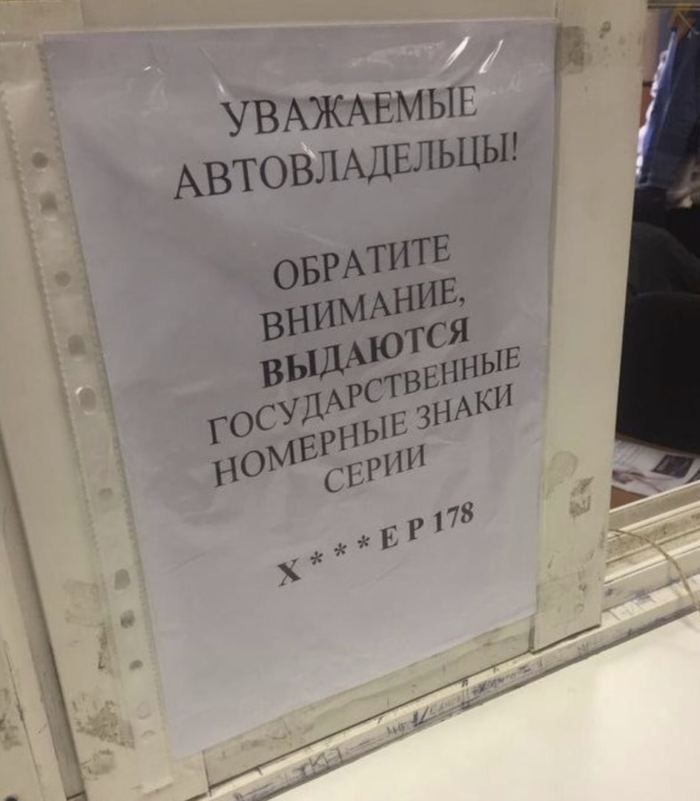 УВАЖАЕМЫЕ
АВТОВЛАДЕЛЬЦЫ!
ОБРАТИТЕ
ВНИМАНИЕ,
ВЫДАЮТСЯ
ГОСУДАРСТВЕННЫЕ
НОМЕРНЫЕ ЗНАКИ
СЕРИИ
Х * * * Е Р 178